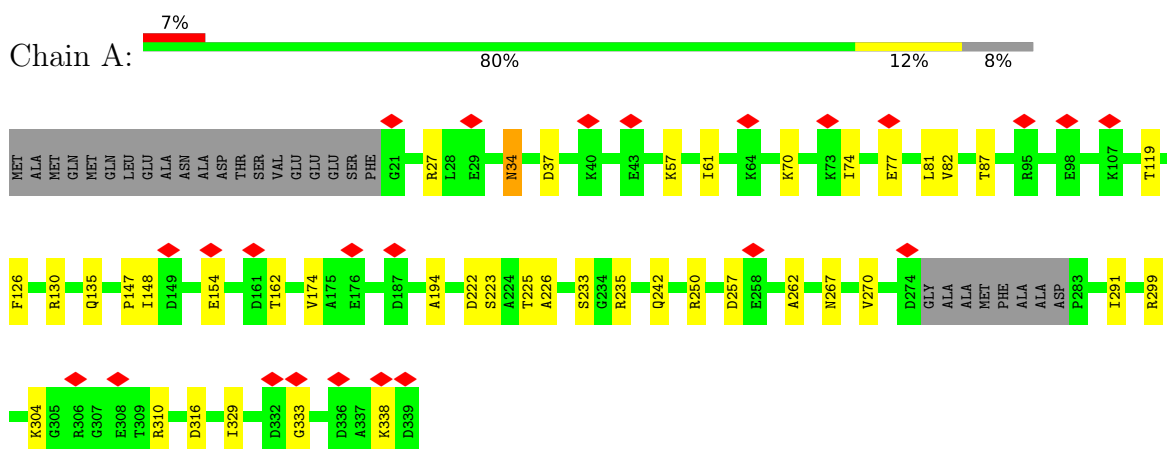 7%
Chain A:
80% 12% 8%
MET ALA MET GLN MET GLN LEU GLU ALA ASN ALA ASP THR SER VAL GLU GLU GLU SER PHE G21 R27 L28 E29 N34 D37 K40 E43 K57 I61 K64 K70 K73 I74 E77 L81 V82 T87 R95 E98 K107 T119
F126 R130 Q135 P147 I148 D149 E154 D161 T162 V174 A175 E176 D187 A194 D222 S223 A224 T225 A226 S233 G234 R235 Q242 R250 D257 E258 A262 N267 V270 D274 GLY ALA ALA MET PHE ALA ALA ASP P283 I291 R299
K304 G305 R306 G307 E308 T309 R310 D316 I329 D332 G333 D336 A337 K338 D339